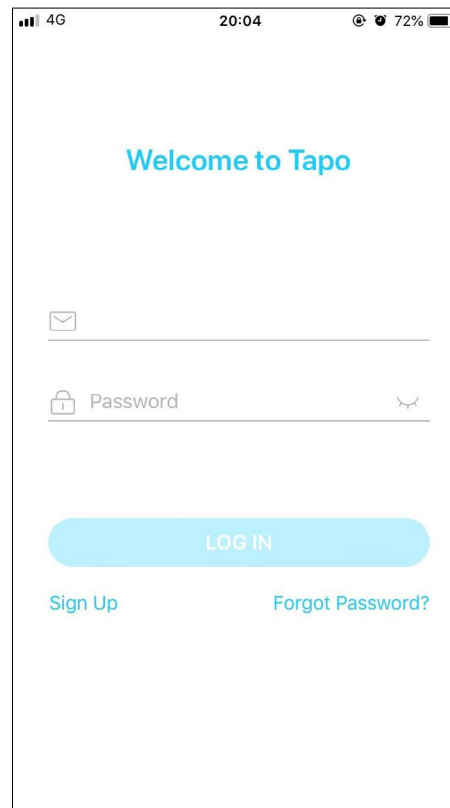 4G 20:04 72%
Welcome to Tapo
Password
LOG IN
Sign Up Forgot Password?